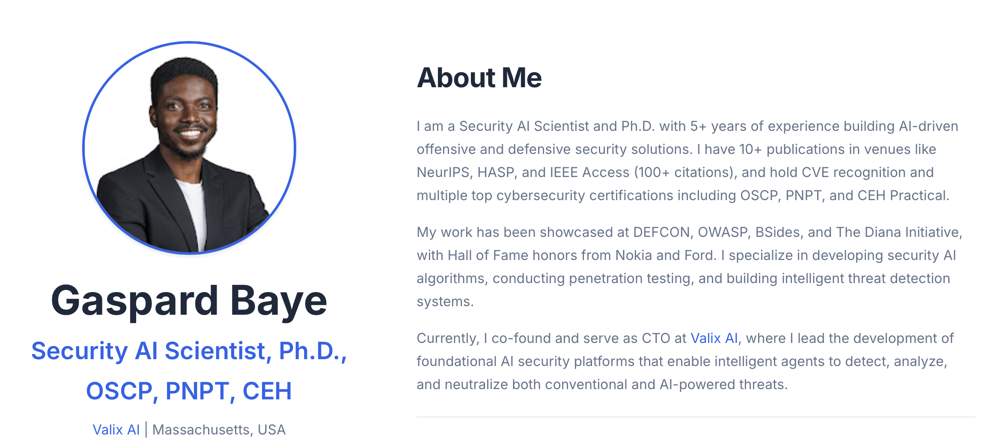 Gaspard Baye
Security AI Scientist, Ph.D.,
OSCP, PNPT, CEH
Valix AI | Massachusetts, USA
About Me
I am a Security AI Scientist and Ph.D. with 5+ years of experience building AI-driven
offensive and defensive security solutions. I have 10+ publications in venues like
NeurIPS, HASP, and IEEE Access (100+ citations), and hold CVE recognition and
multiple top cybersecurity certifications including OSCP, PNPT, and CEH Practical.
My work has been showcased at DEFCON, OWASP, BSides, and The Diana Initiative,
with Hall of Fame honors from Nokia and Ford. I specialize in developing security AI
algorithms, conducting penetration testing, and building intelligent threat detection
systems.
Currently, I co-found and serve as CTO at Valix AI, where I lead the development of
foundational AI security platforms that enable intelligent agents to detect, analyze,
and neutralize both conventional and AI-powered threats.